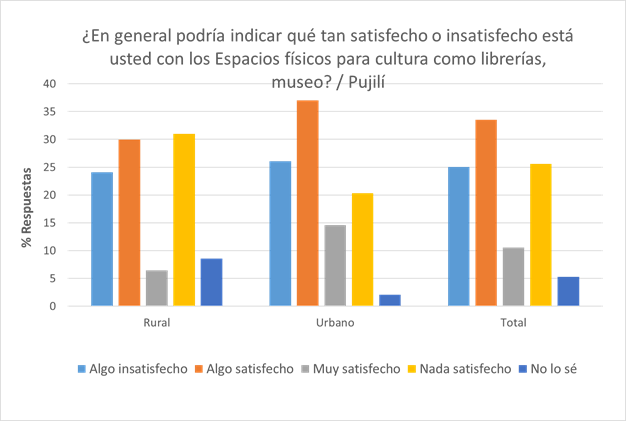 ¿En general podría indicar qué tan satisfecho o insatisfecho está
usted con los Espacios físicos para cultura como librerías,
museo? / Pujilí
40
35
30
25
20
15
10
5
0
% Respuestas
Rural Urbano Total
Algo insatisfecho Algo satisfecho Muy satisfecho Nada satisfecho No lo sé